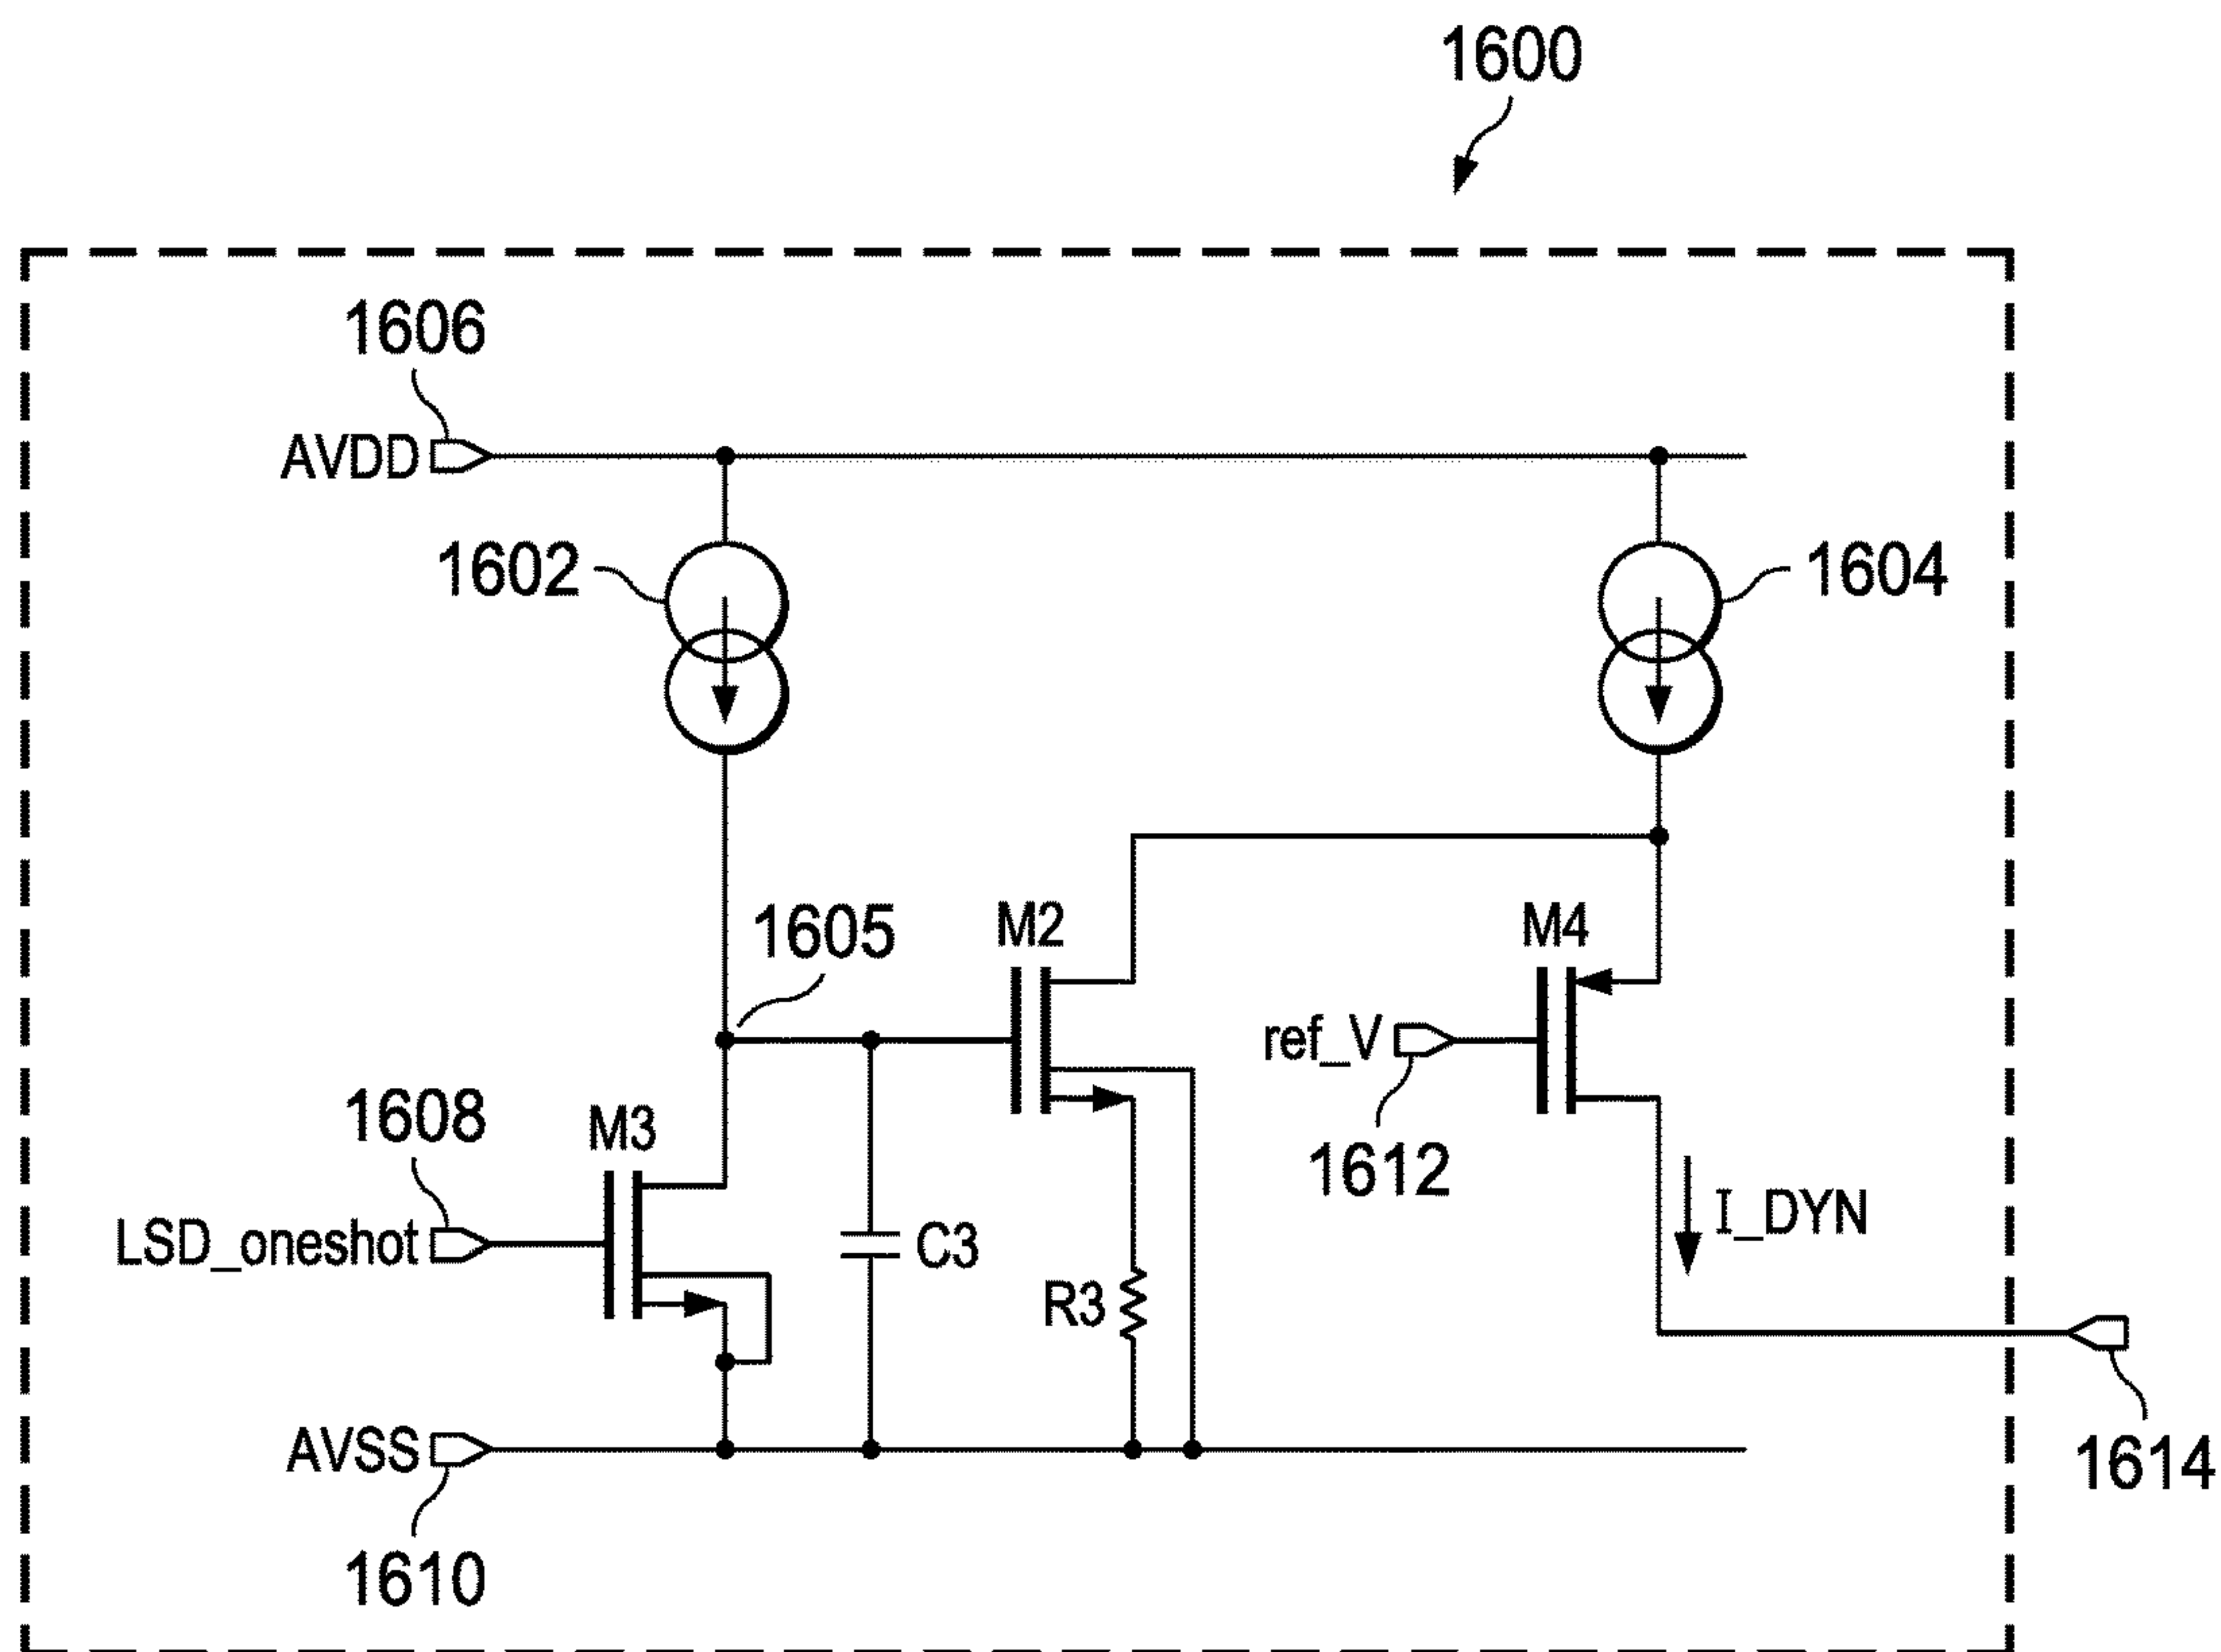 1600
1606
AVDD
1602
1604
1605
M2
M4
ref_V
1612
1608
M3
LSD_oneshot
C3
R3
I_DYN
AVSS
1610
1614